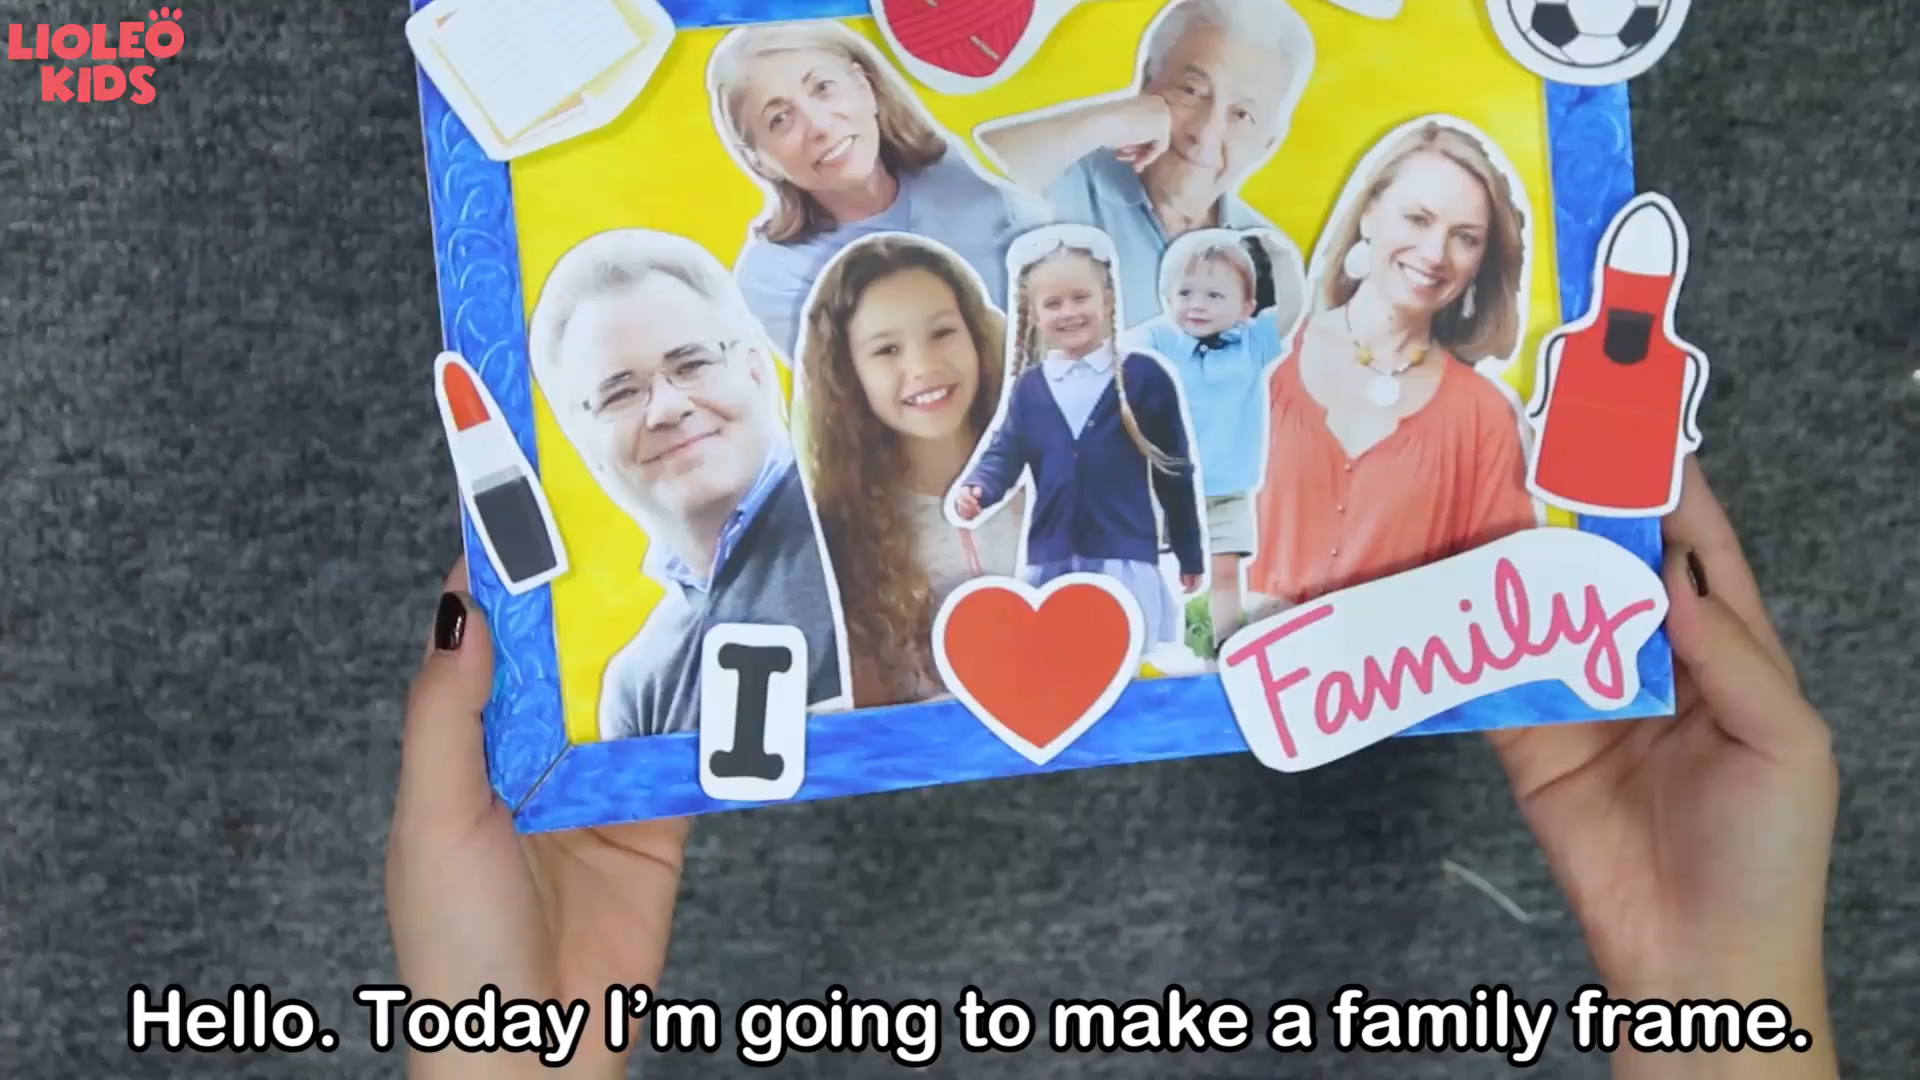 LIOLEO
KIDS
I
Family
Hello. Today I'm going to make a family frame.